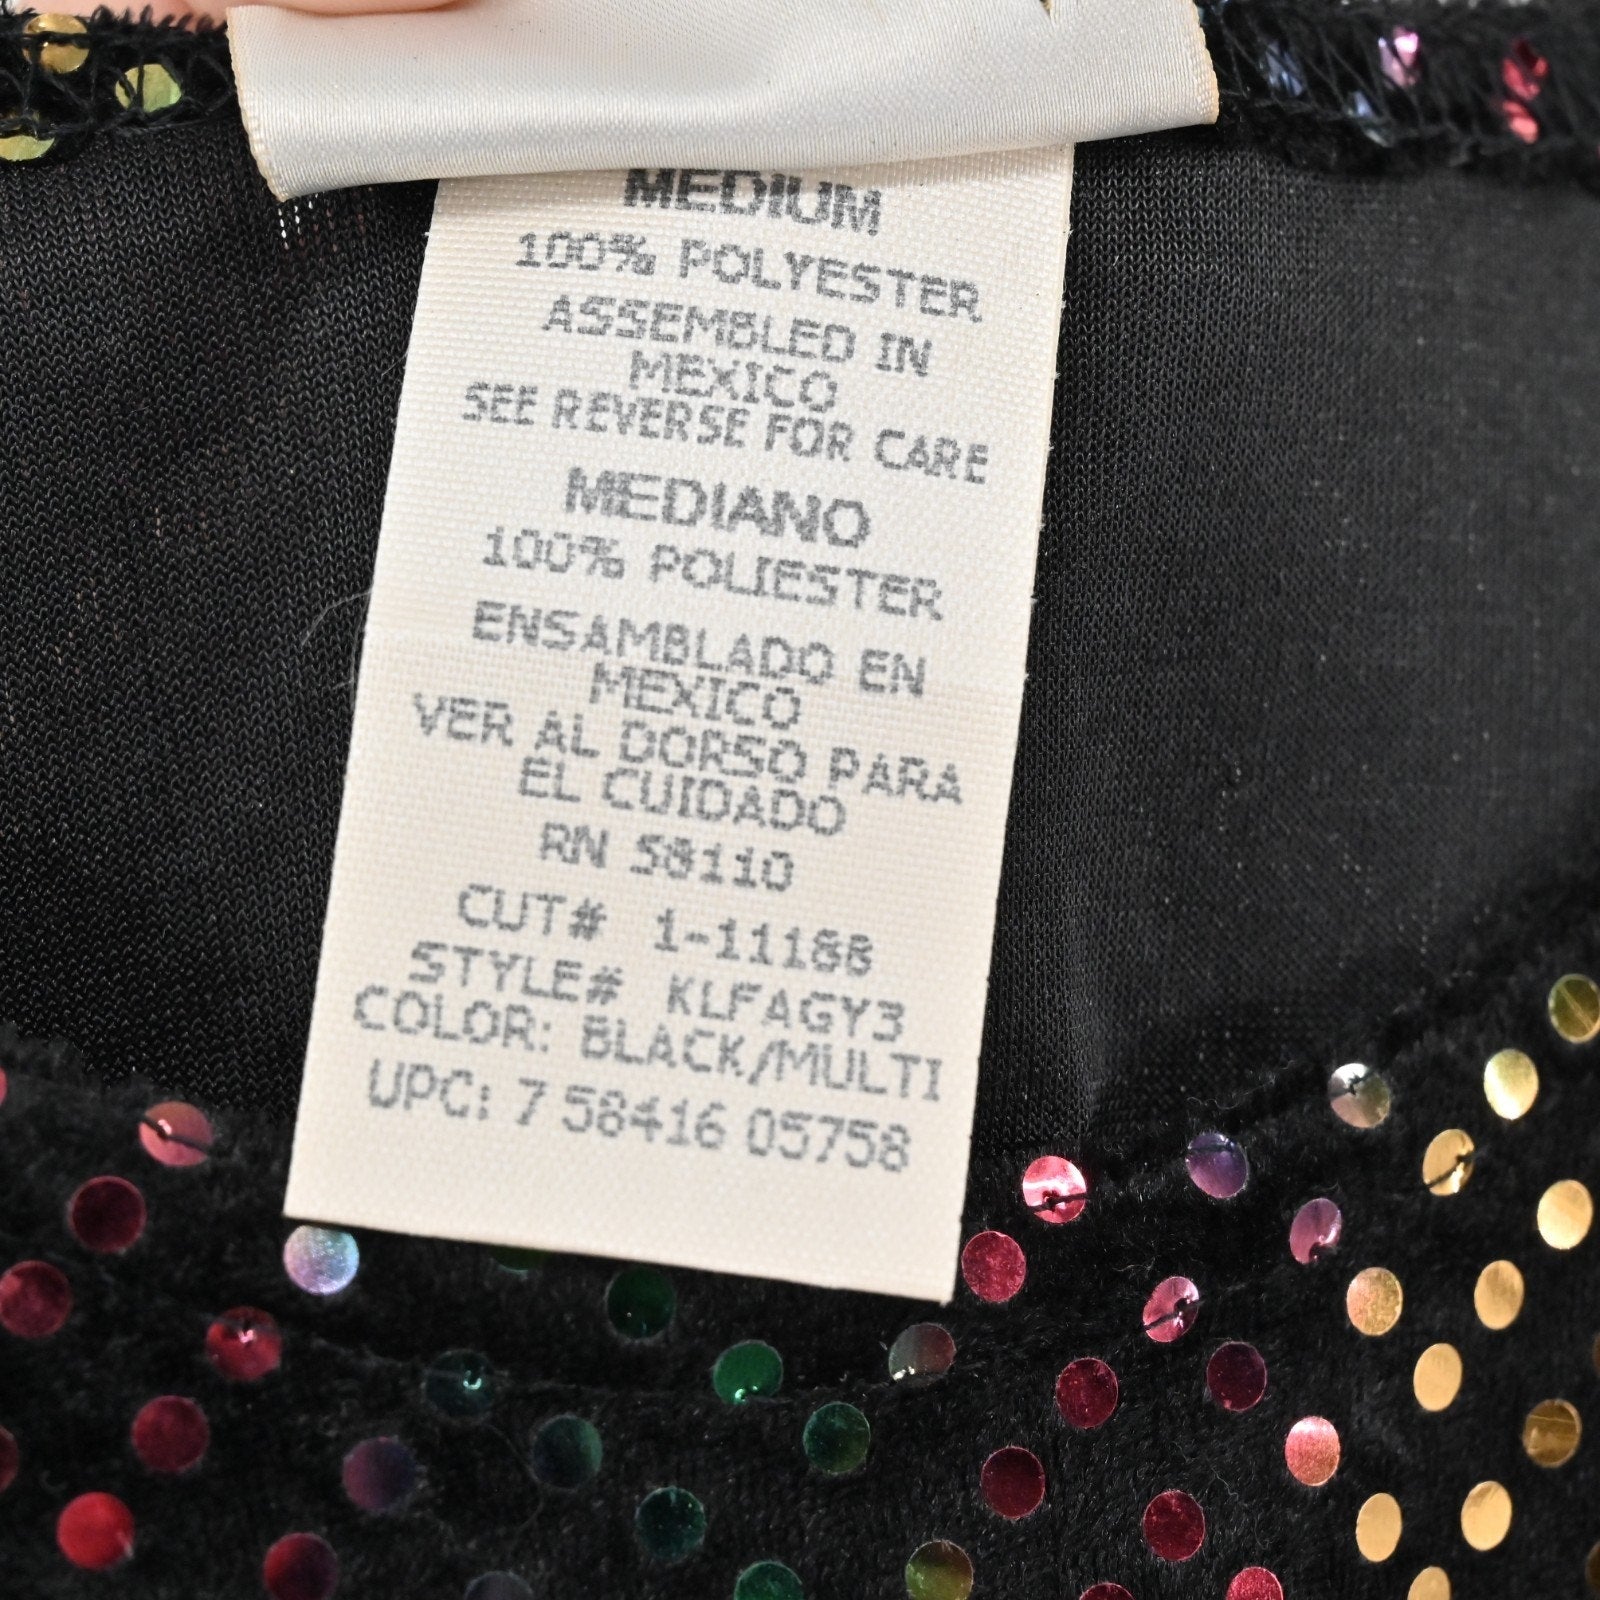 MEDIUM
100% POLYESTER
ASSEMBLED IN
MEXICO
SEE REVERSE FOR CARE
MEDIANO
100% POLIESTER
ENSAMBLADO EN
MEXICO
VER AL DORSO PARA
EL CUIDADO
RN 58110
CUT# 1-11188
STYLE# KLFAGY3
COLOR: BLACK/MULTI
UPC: 7 58416 05758